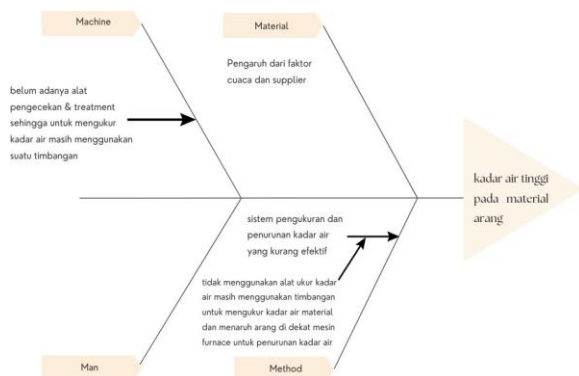 Machine
Material
Pengaruh dari faktor
cuaca dan supplier
belum adanya alat
pengecekan & treatment
sehingga untuk mengukur
kadar air masih menggunakan
suatu timbangan
kadar air tinggi
pada material
arang
sistem pengukuran dan
penurunan kadar air
yang kurang efektif
tidak menggunakan alat ukur kadar
air masih menggunakan timbangan
untuk mengukur kadar air material
dan menaruh arang di dekat mesin
furnace untuk penurunan kadar air
Man
Method